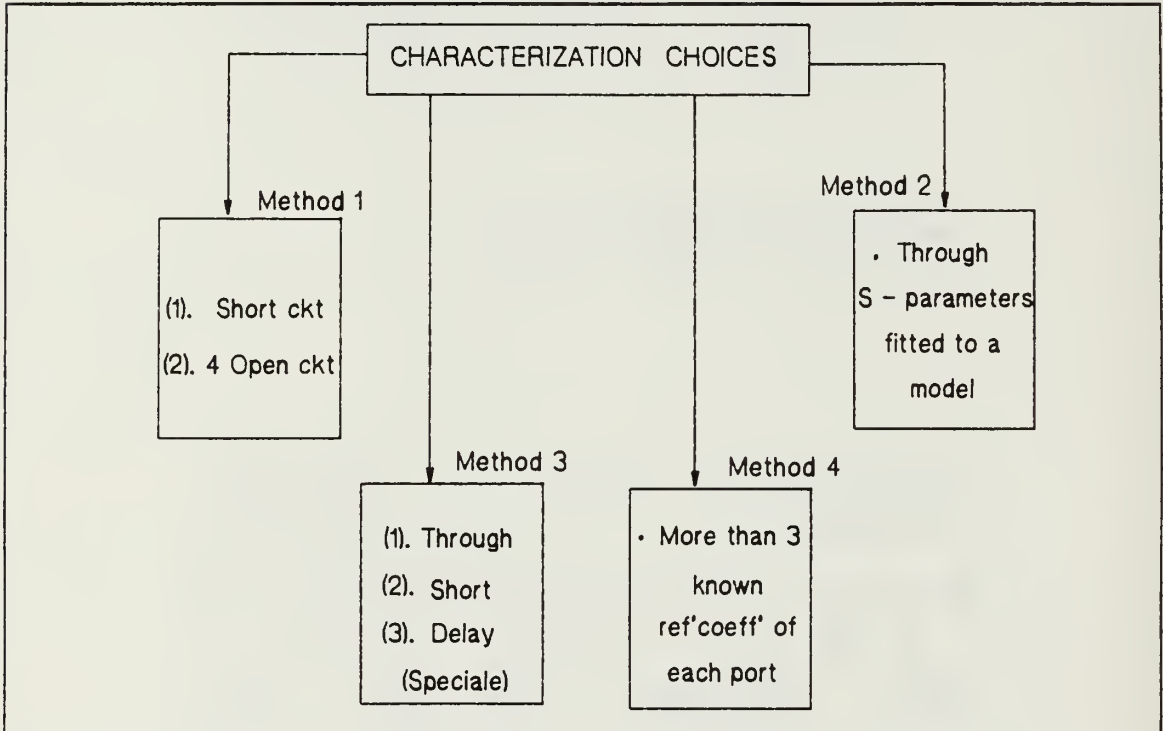 CHARACTERIZATION CHOICES
Method 1
(1). Short ckt
(2). 4 Open ckt
Method 2
. Through
S - parameters
fitted to a
model
Method 3
(1). Through
(2). Short
(3). Delay
(Speciale)
Method 4
. More than 3
known
ref'coeff' of
each port